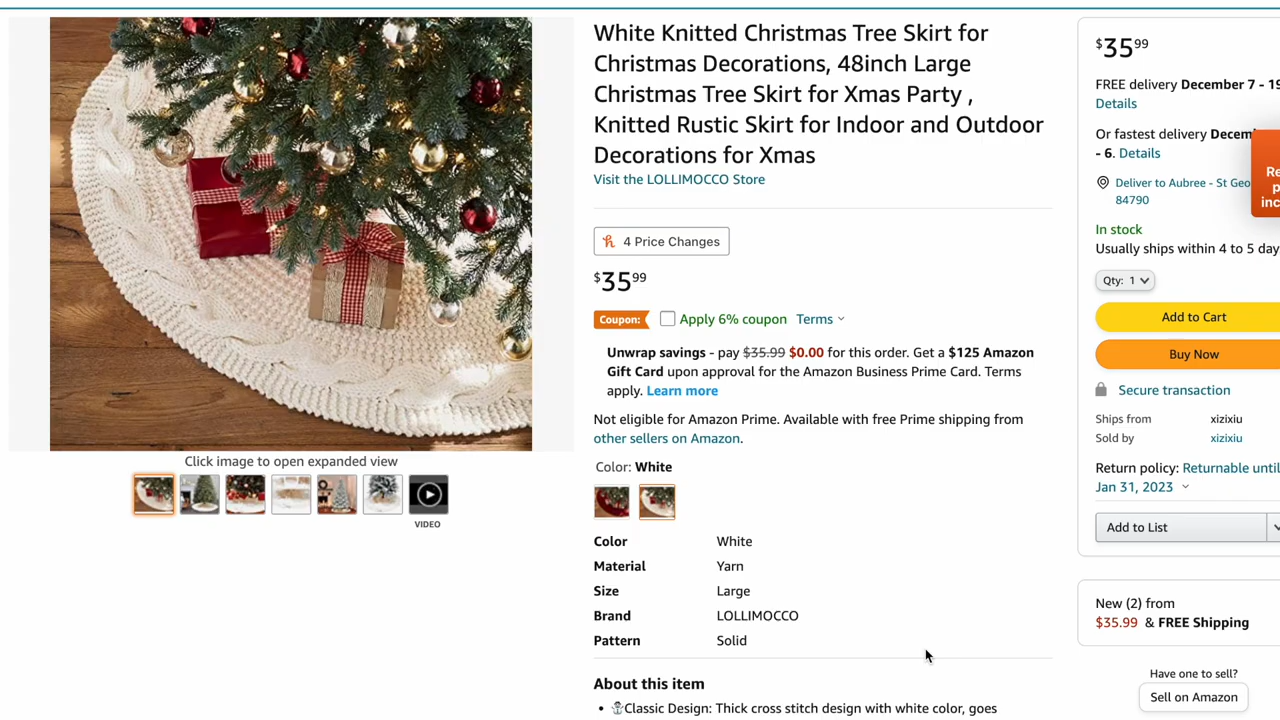 White Knitted Christmas Tree Skirt for
Christmas Decorations, 48inch Large
Christmas Tree Skirt for Xmas Party ,
Knitted Rustic Skirt for Indoor and Outdoor
Decorations for Xmas
Visit the LOLLIMOCCO Store
4 Price Changes
$35 99
Coupon: Apply 6% coupon Terms
Unwrap savings - pay $35.99 $0.00 for this order. Get a $125 Amazon
Gift Card upon approval for the Amazon Business Prime Card. Terms
apply. Learn more
Not eligible for Amazon Prime. Available with free Prime shipping from
other sellers on Amazon.
Color: White
Color White
Material Yarn
Size Large
Brand LOLLIMOCCO
Pattern Solid
About this item
• ⛄Classic Design: Thick cross stitch design with white color, goes
Click image to open expanded view
VIDEO
$35 99
FREE delivery December 7 - 19
Details
Or fastest delivery
- 6. Details
Deliver to Aubree - St
84790
In stock
Usually ships within 4 to 5
Qty: 1
Add to Cart
Buy Now
Secure transaction
Ships from xizixiu
Sold by xizixiu
Return policy: Returnable until
Jan 31, 2023
Add to List
New (2) from
$35.99 & FREE Shipping
Have one to sell?
Sell on Amazon